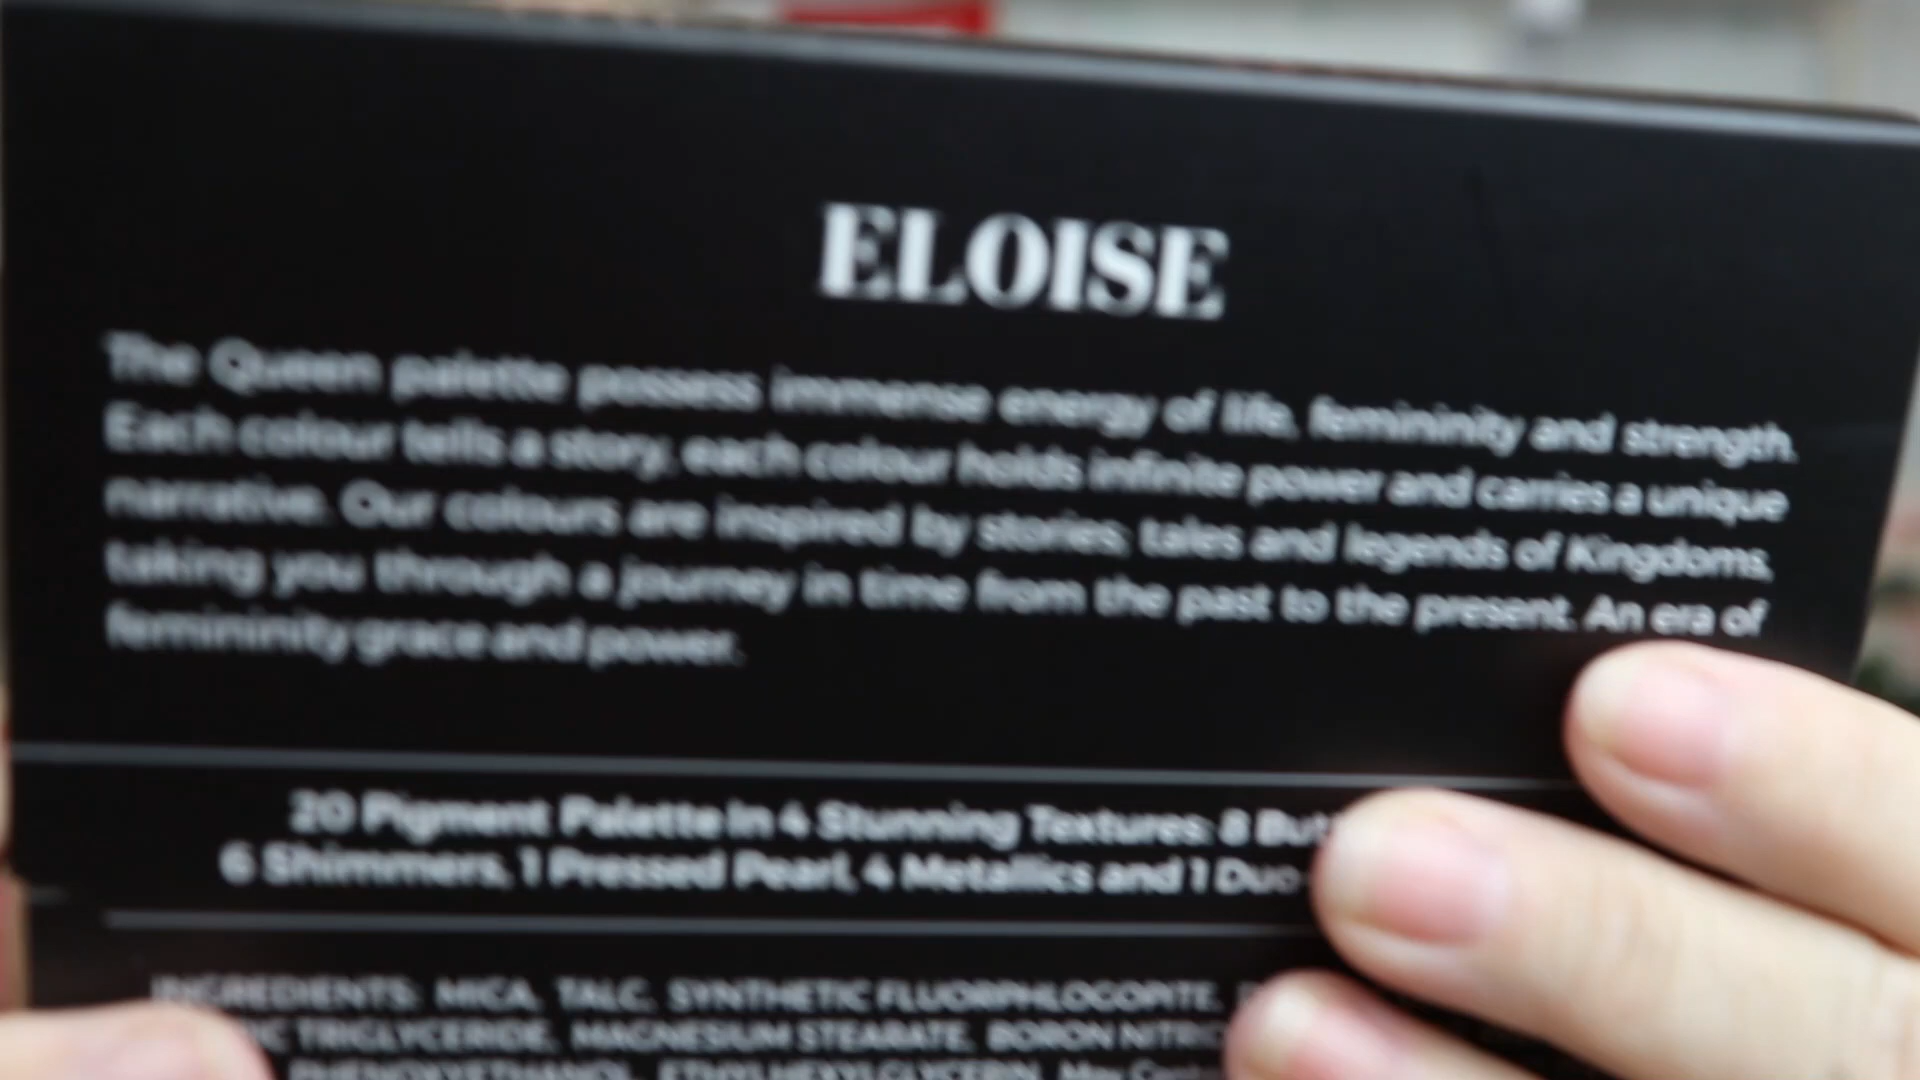 ELOISE
The Queen palette possess immense energy of life, femininity and strength.
Each colour tells a story, each colour holds infinite power and carries a unique
narrative. Our colours are inspired by stories; tales and legends of Kingdoms,
taking you through a journey in time from the past to the present. An era of
femininity grace and power.
20 Pigment Palette In 4 Stunning Textures: 8
6 Shimmers, 1 Pressed Pearl, 4 Metallics and 1 Duo
INGREDIENTS: MICA, TALC, SYNTHETIC FLUORPHLOGOPITE,
TRIGLYCERIDE, MAGNESIUM STEARATE, BORON
PHENOXYETHANOL, ETHYLHEXYLGLYCERIN, May